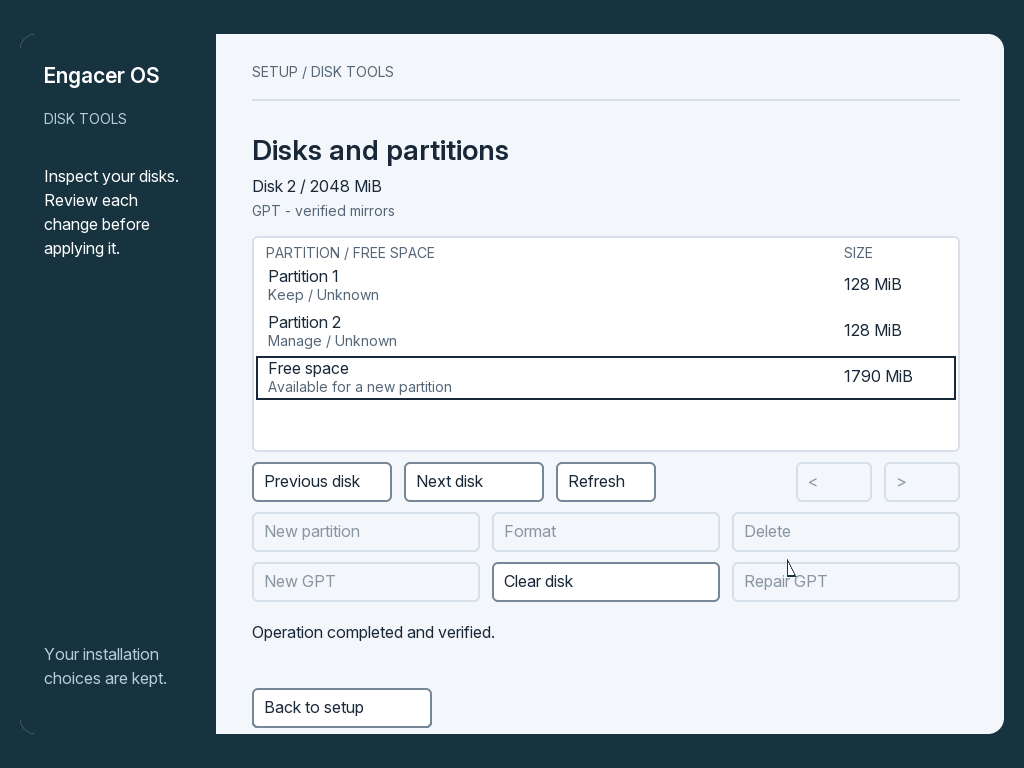 Engacer OS
DISK TOOLS
Inspect your disks.
Review each
change before
applying it.
Your installation
choices are kept.
SETUP / DISK TOOLS
Disks and partitions
Disk 2 / 2048 MiB
GPT - verified mirrors
PARTITION / FREE SPACE SIZE
Partition 1
Keep / Unknown
128 MiB
Partition 2
Manage / Unknown
128 MiB
Free space
Available for a new partition
1790 MiB
Previous disk Next disk Refresh < >
New partition Format Delete
New GPT Clear disk Repair GPT
Operation completed and verified.
Back to setup